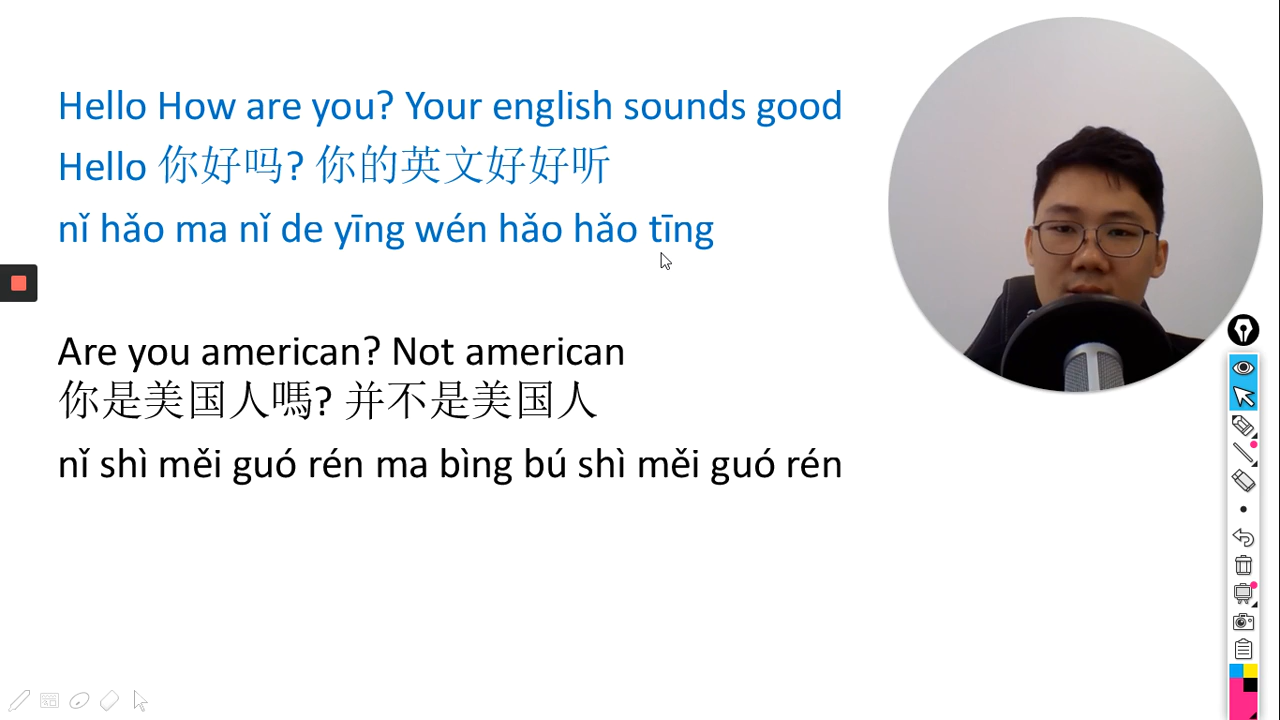 Hello How are you? Your english sounds good
Hello 你好吗? 你的英文好好听
nǐ hǎo ma nǐ de yīng wén hǎo hǎo tīng
Are you american? Not american
你是美国人嗎? 并不是美国人
nǐ shì měi guó rén ma bìng bú shì měi guó rén